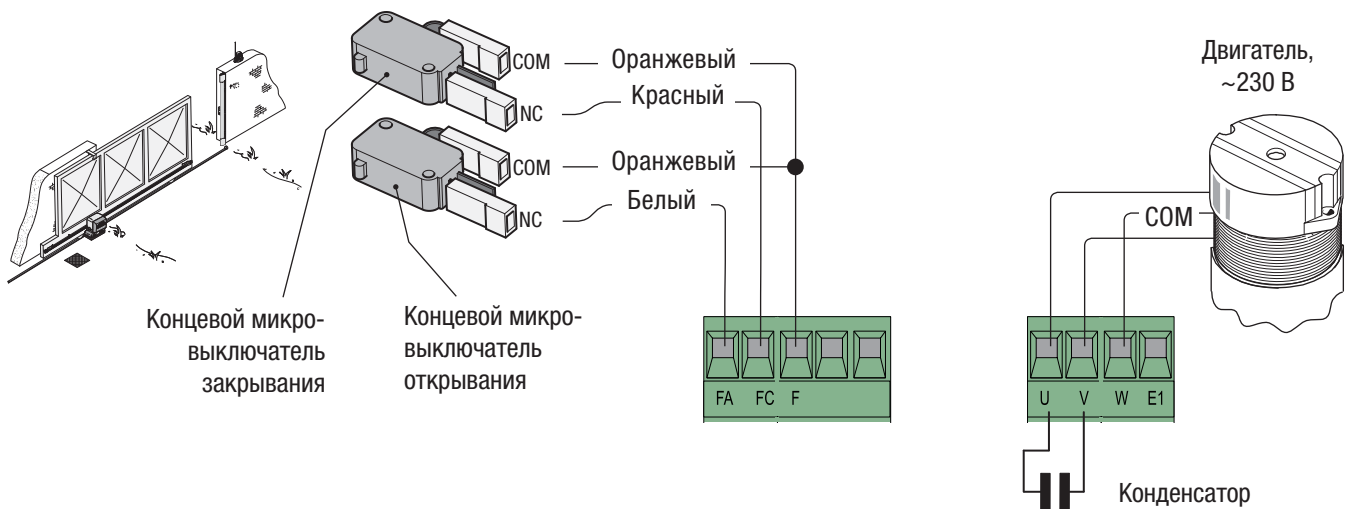 COM
Оранжевый
NC
Красный
COM
Оранжевый
NC
Белый
Концевой микро-
выключатель
закрывания
Концевой микро-
выключатель
открывания
FA FC F
Двигатель,
~230 В
COM
U V W E1
Конденсатор